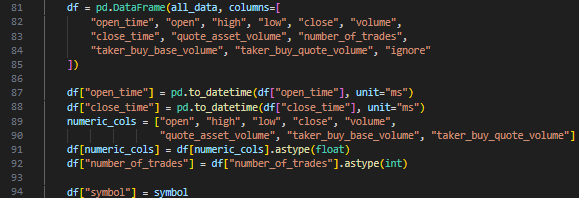 81 df = pd.DataFrame(all_data, columns=[
82 "open_time", "open", "high", "low", "close", "volume",
83 "close_time", "quote_asset_volume", "number_of_trades",
84 "taker_buy_base_volume", "taker_buy_quote_volume", "ignore"
85 ])
86
87 df["open_time"] = pd.to_datetime(df["open_time"], unit="ms")
88 df["close_time"] = pd.to_datetime(df["close_time"], unit="ms")
89 numeric_cols = ["open", "high", "low", "close", "volume",
90 "quote_asset_volume", "taker_buy_base_volume", "taker_buy_quote_volume"]
91 df[numeric_cols] = df[numeric_cols].astype(float)
92 df["number_of_trades"] = df["number_of_trades"].astype(int)
93
94 df["symbol"] = symbol